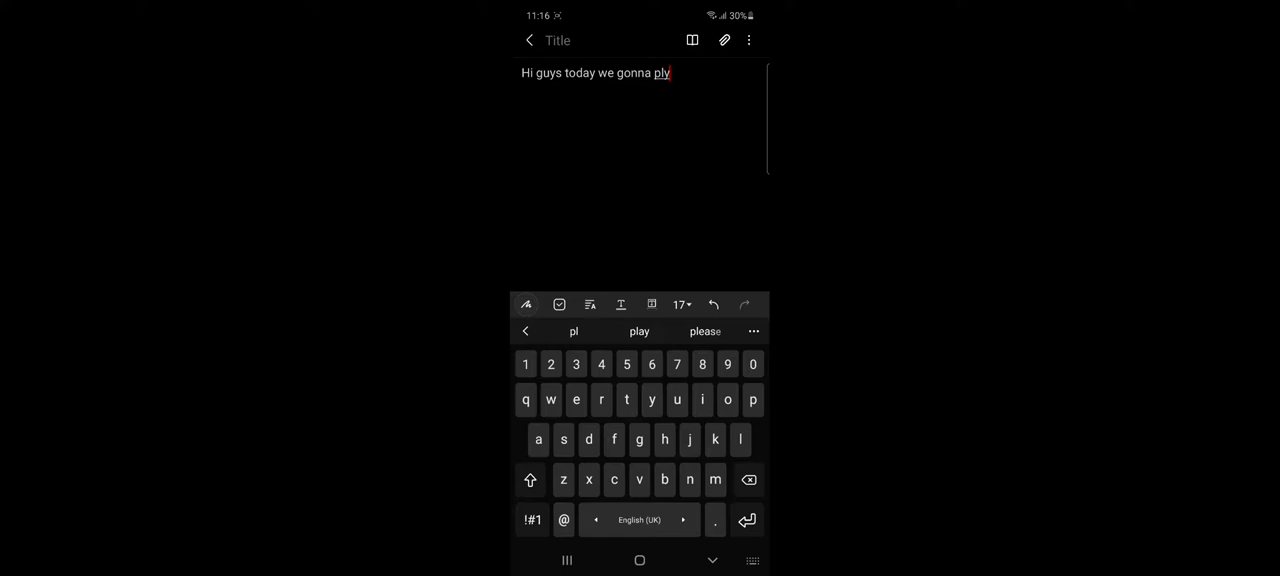 11:16 30%
Title
Hi guys today we gonna ply
17
pl play please ...
1 2 3 4 5 6 7 8 9 0
q w e r t y u i o p
a s d f g h j k l
z x c v b n m
!#1 @ English (UK) .